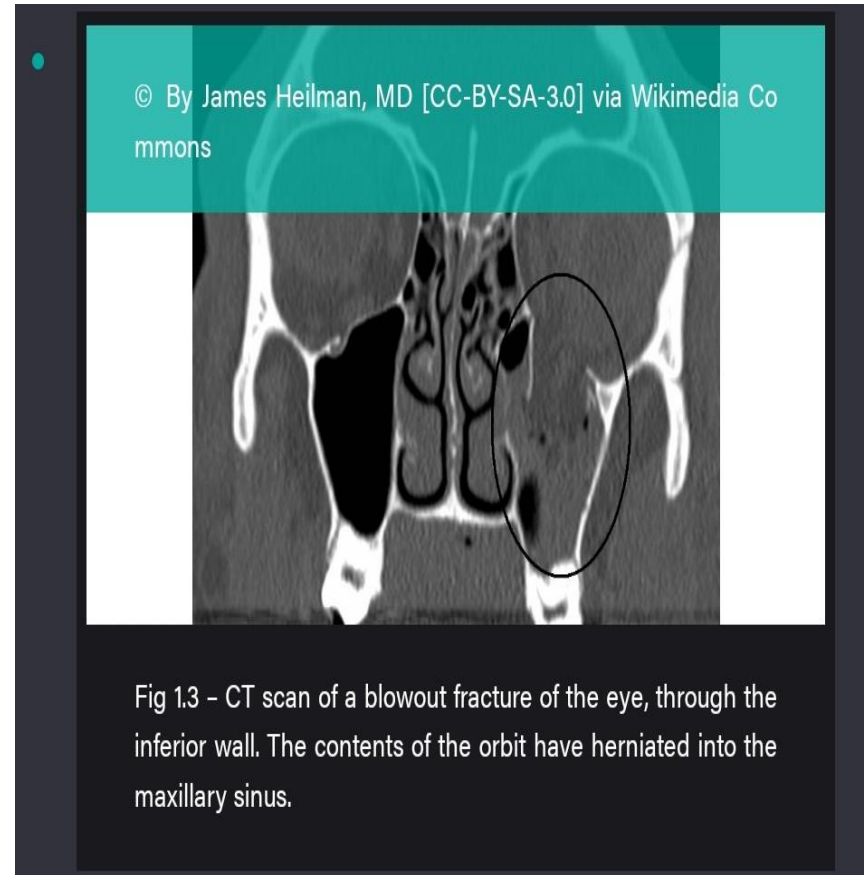 © By James Heilman, MD [CC-BY-SA-3.0] via Wikimedia Co
mmons
Fig 1.3 – CT scan of a blowout fracture of the eye, through the
inferior wall. The contents of the orbit have herniated into the
maxillary sinus.